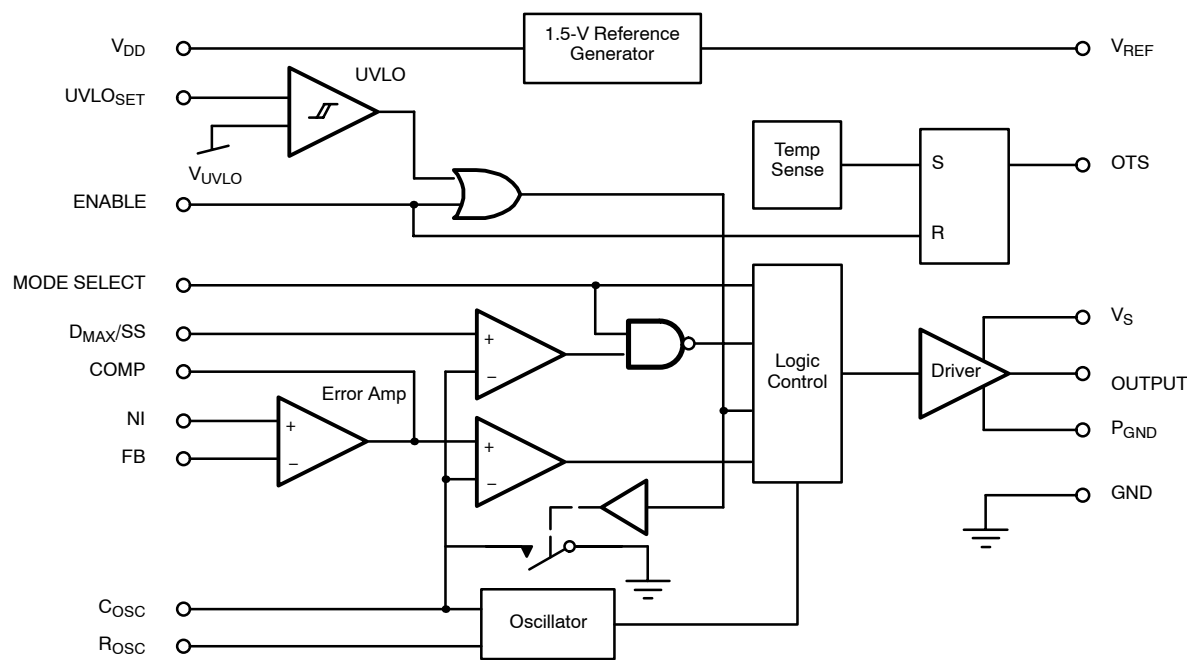 1.5-V Reference
Generator
VDD
VREF
UVLO
UVLOSET
VUVLO
Temp
Sense
S
R
OTS
ENABLE
MODE SELECT
DMAX/SS
+
−
COMP
Error Amp
NI
+
−
FB
+
−
Logic
Control
Driver
VS
OUTPUT
PGND
GND
COSC
ROSC
Oscillator